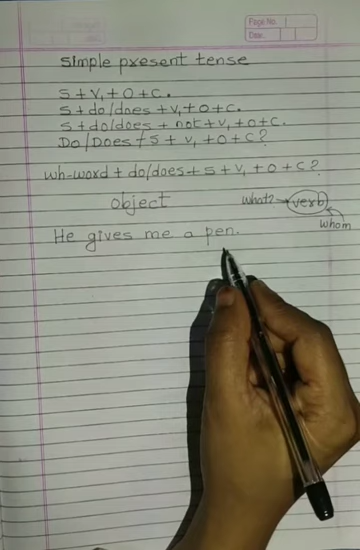 Page No.
Date.
Simple present tense
S + V₁ + O + C.
S + do/does + V₁ + O + C.
S + do/does + not + V₁ + O + C.
Do/Does + S + V₁ + O + C?
wh-word + do/does + S + V₁ + O + C?
object what? → verb
whom
He gives me a pen.